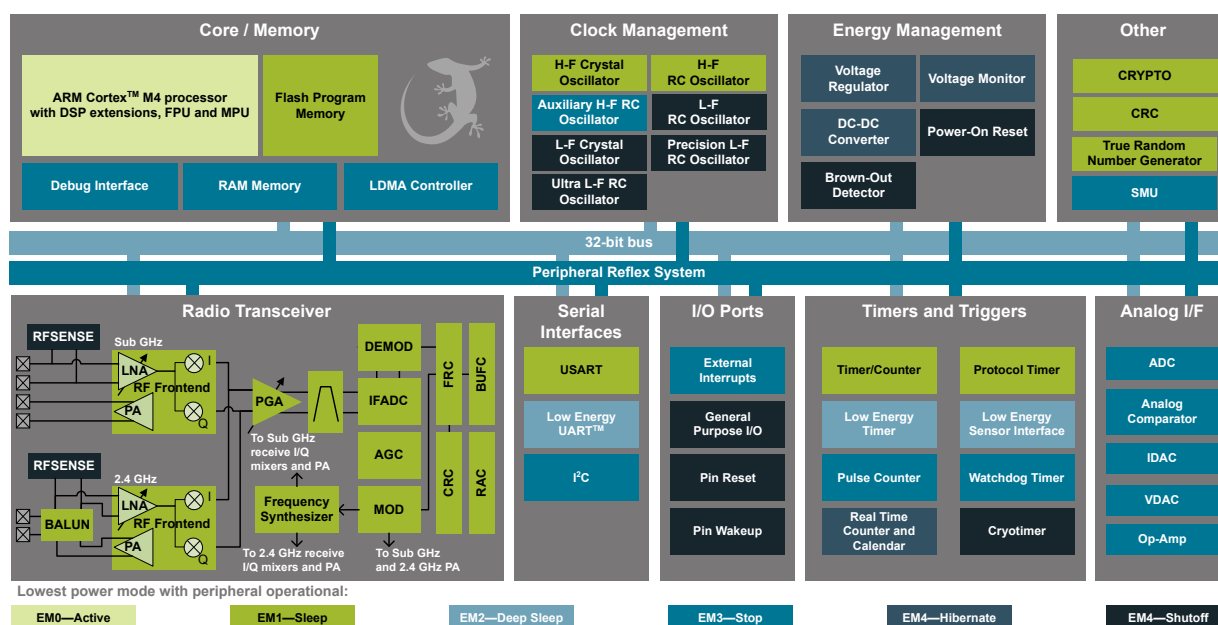 Core / Memory
ARM Cortex™ M4 processor
with DSP extensions, FPU and MPU
Flash Program
Memory
Debug Interface
RAM Memory
LDMA Controller
Clock Management
H-F Crystal
Oscillator
H-F
RC Oscillator
Auxiliary H-F RC
Oscillator
L-F
RC Oscillator
L-F Crystal
Oscillator
Precision L-F
RC Oscillator
Ultra L-F RC
Oscillator
Energy Management
Voltage
Regulator
Voltage Monitor
DC-DC
Converter
Power-On Reset
Brown-Out
Detector
Other
CRYPTO
CRC
True Random
Number Generator
SMU
32-bit bus
Peripheral Reflex System
Radio Transceiver
RFSENSE
Sub GHz
LNA
RF Frontend
PA
I
Q
PGA
To Sub GHz
receive I/Q
mixers and PA
RFSENSE
2.4 GHz
LNA
BALUN
RF Frontend
PA
I
Q
Frequency
Synthesizer
To 2.4 GHz receive
I/Q mixers and PA
DEMOD
IFADC
AGC
MOD
To Sub GHz
and 2.4 GHz PA
FRC
BUFC
CRC
RAC
Serial
Interfaces
USART
Low Energy
UART™
I²C
I/O Ports
External
Interrupts
General
Purpose I/O
Pin Reset
Pin Wakeup
Timers and Triggers
Timer/Counter
Protocol Timer
Low Energy
Timer
Low Energy
Sensor Interface
Pulse Counter
Watchdog Timer
Real Time
Counter and
Calendar
Cryotimer
Analog I/F
ADC
Analog
Comparator
IDAC
VDAC
Op-Amp
Lowest power mode with peripheral operational:
EM0—Active
EM1—Sleep
EM2—Deep Sleep
EM3—Stop
EM4—Hibernate
EM4—Shutoff